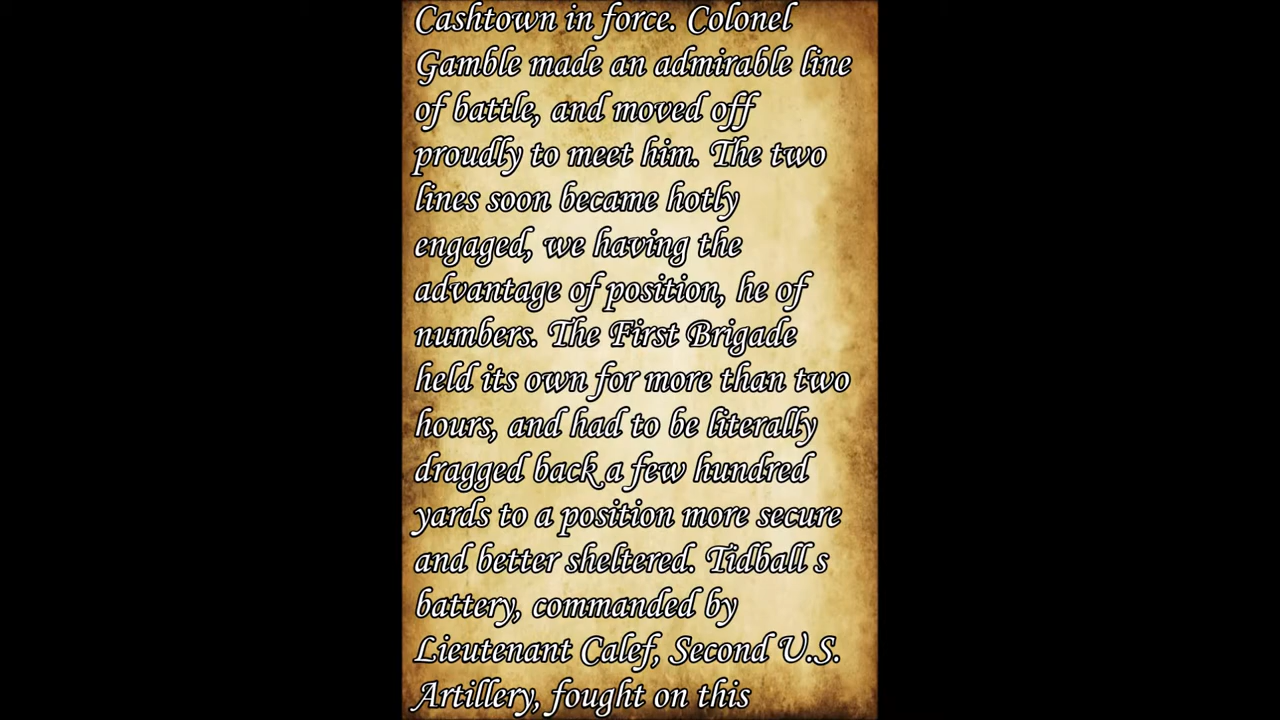 Cashtown in force. Colonel
Gamble made an admirable line
of battle, and moved off
proudly to meet him. The two
lines soon became hotly
engaged, we having the
advantage of position, he of
numbers. The First Brigade
held its own for more than two
hours, and had to be literally
dragged back a few hundred
yards to a position more secure
and better sheltered. Tidball s
battery, commanded by
Lieutenant Calef, Second U.S.
Artillery, fought on this